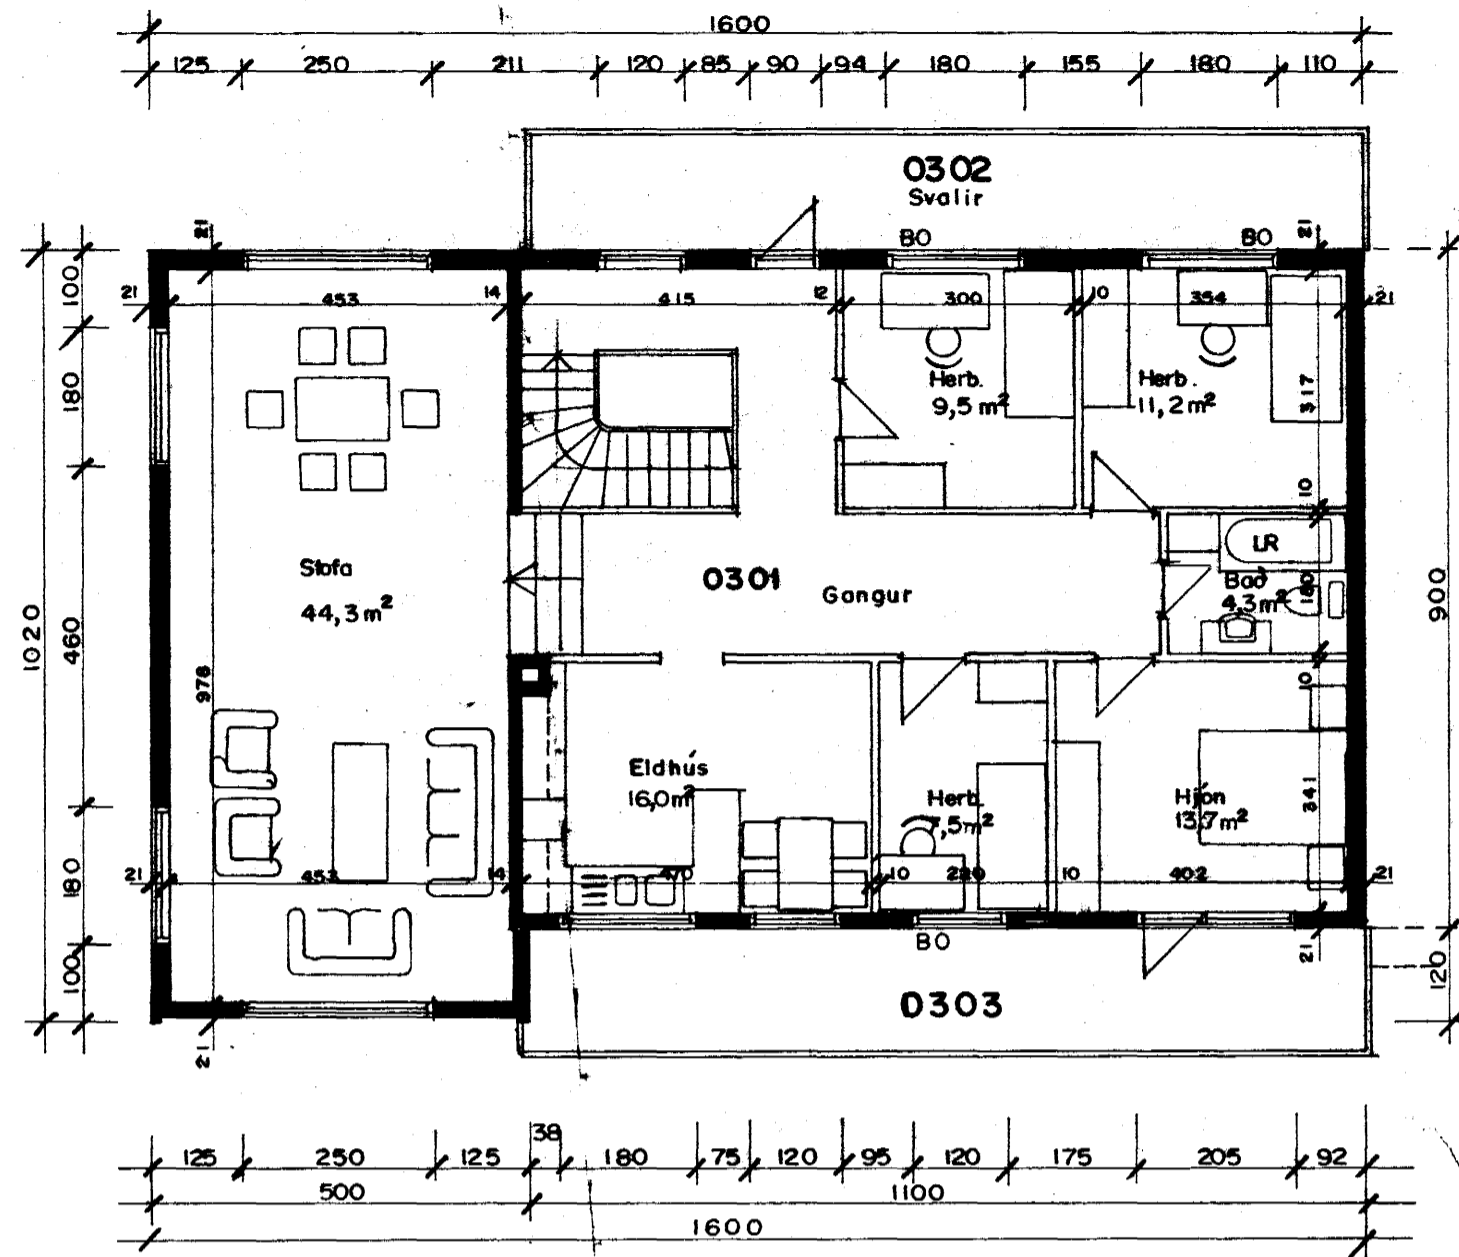 1600
125 250 211 120 85 90 94 180 155 180 110
0302
Svalir
21 BO BO 21
100
21 453 14 415 12 300 10 354 21
180
Herb.
9,5 m²
Herb.
11,2 m²
317
10
Stofa
44,3 m²
0301
Gangur
LR
Bað
4,3 m²
180
1020
460
978
900
10
Eldhús
16,0 m²
Herb.
7,5 m²
Hjón
13,7 m²
341
180
21 453 14 470 10 220 10 402 21
BO
21
100
0303
120
21
38
125 250 125 180 75 120 95 120 175 205 92
500 1100
1600